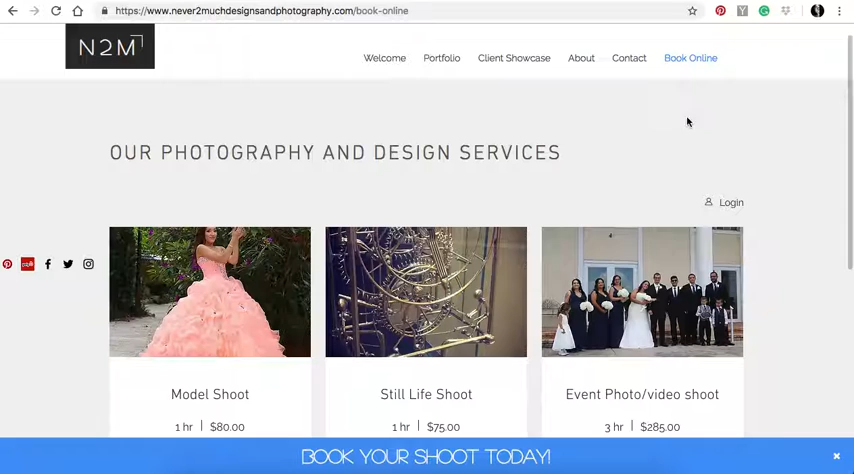 https://www.never2muchdesignsandphotography.com/book-online
N2M
Welcome Portfolio Client Showcase About Contact Book Online
OUR PHOTOGRAPHY AND DESIGN SERVICES
Login
Model Shoot Still Life Shoot Event Photo/video shoot
1 hr | $80.00 1 hr | $75.00 3 hr | $285.00
BOOK YOUR SHOOT TODAY!